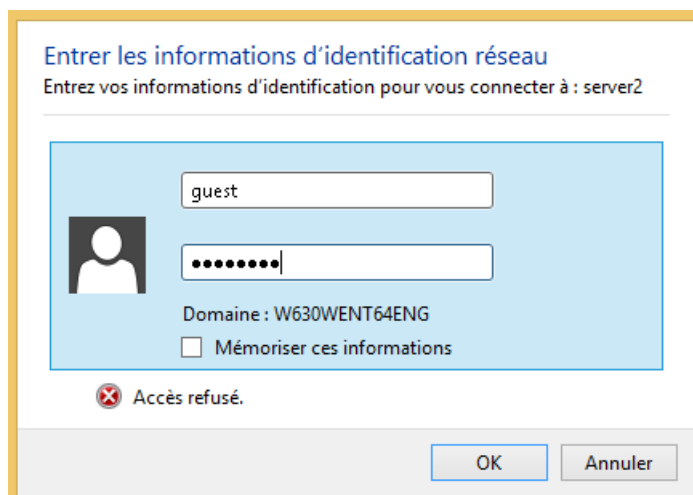 Entrer les informations d’identification réseau
Entrez vos informations d’identification pour vous connecter à : server2
guest
••••••••
Domaine : W630WENT64ENG
Mémoriser ces informations
Accès refusé.
OK
Annuler